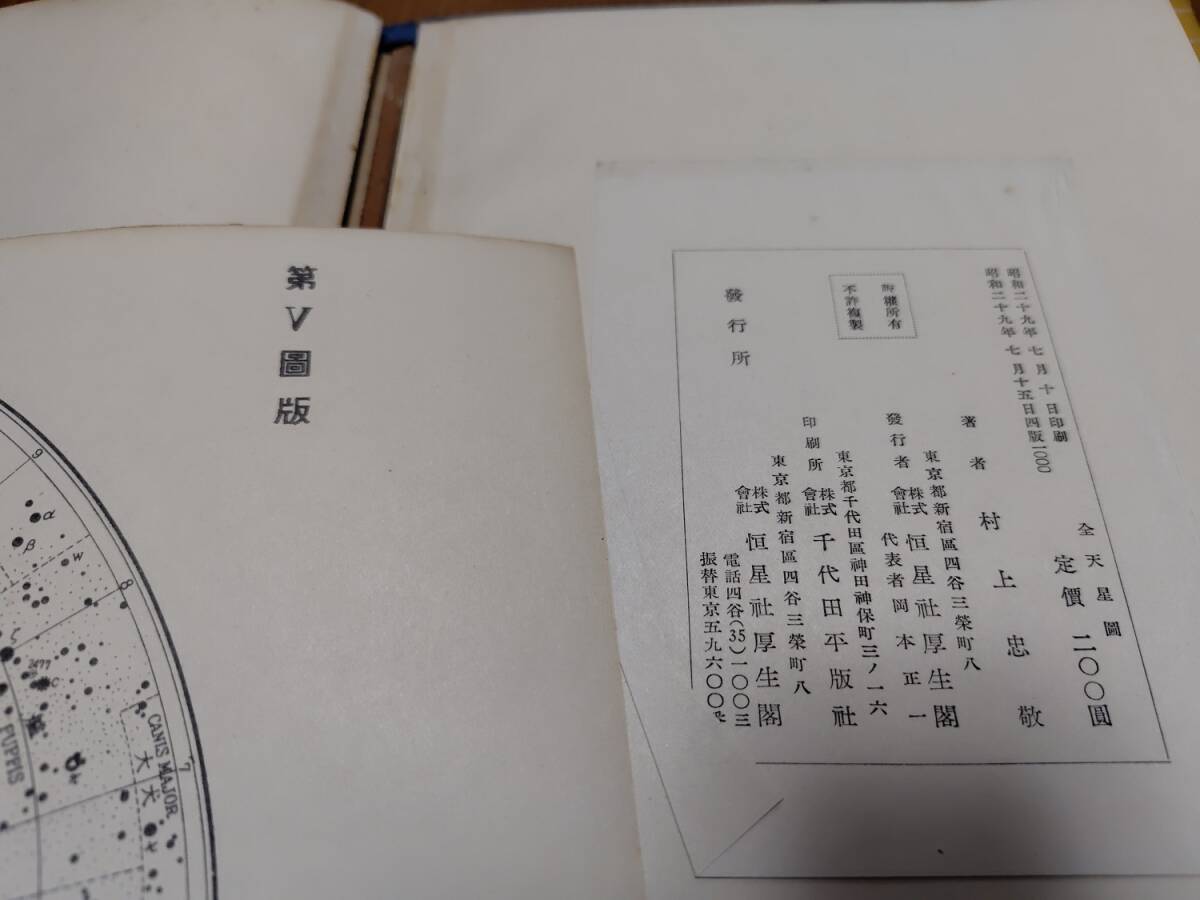 第V圖版
9
α
β
W
8
ζ
2477
c
PUPPIS
CANIS MAJOR
大犬
7
昭和二十九年七月十日印刷
昭和二十九年七月十五日四版1000
全天星圖
定價二〇〇圓
版權所有
不許複製
著者 村上忠敬
東京都新宿區四谷三榮町八
發行者 株式會社 恒星社厚生閣
代表者 岡本正一
東京都千代田區神田神保町三ノ一六
印刷所 株式會社 千代田平版社
東京都新宿區四谷三榮町八
發行所 株式會社 恒星社厚生閣
電話四谷(35)一〇〇三
振替東京五九六〇〇